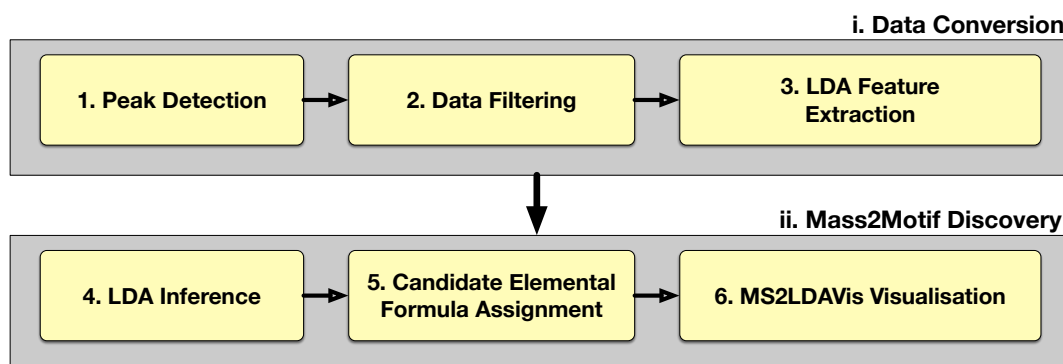 i. Data Conversion
1. Peak Detection
2. Data Filtering
3. LDA Feature
Extraction
ii. Mass2Motif Discovery
4. LDA Inference
5. Candidate Elemental
Formula Assignment
6. MS2LDAVis Visualisation